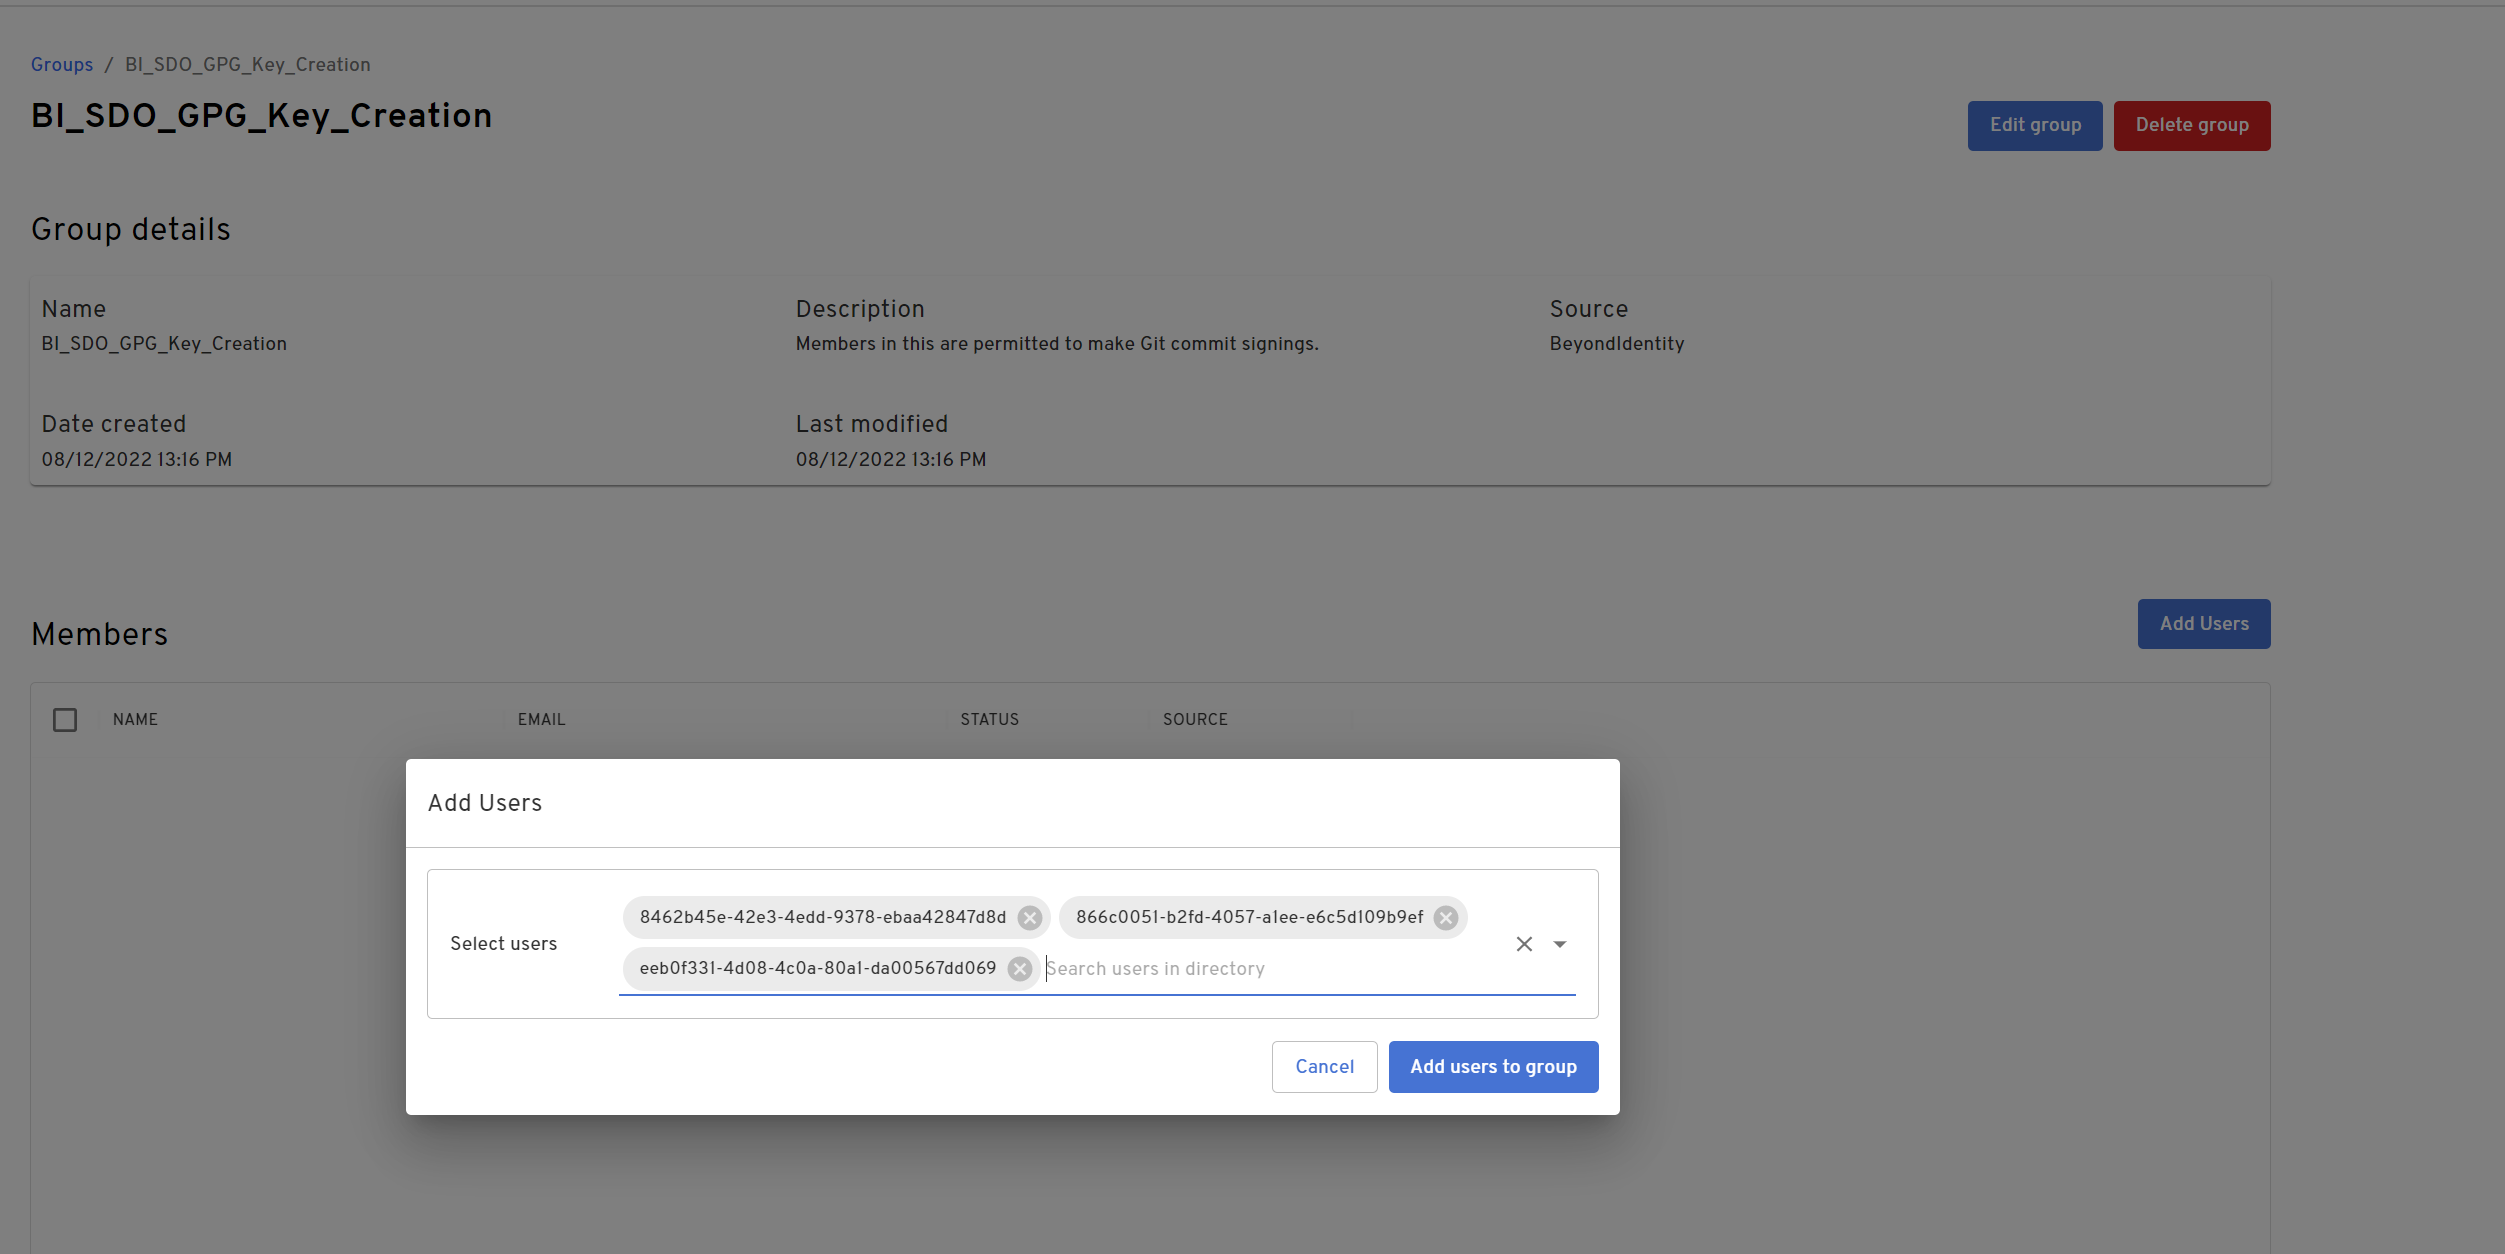 Groups / BI_SDO_GPG_Key_Creation
BI_SDO_GPG_Key_Creation
Edit group
Delete group
Group details
Name
Description
Source
BI_SDO_GPG_Key_Creation
Members in this are permitted to make Git commit signings.
BeyondIdentity
Date created
Last modified
08/12/2022 13:16 PM
08/12/2022 13:16 PM
Members
Add Users
NAME
EMAIL
STATUS
SOURCE
Add Users
Select users
8462b45e-42e3-4edd-9378-ebaa42847d8d
866c0051-b2fd-4057-a1ee-e6c5d109b9ef
eeb0f331-4d08-4c0a-80a1-da00567dd069
Search users in directory
Cancel
Add users to group